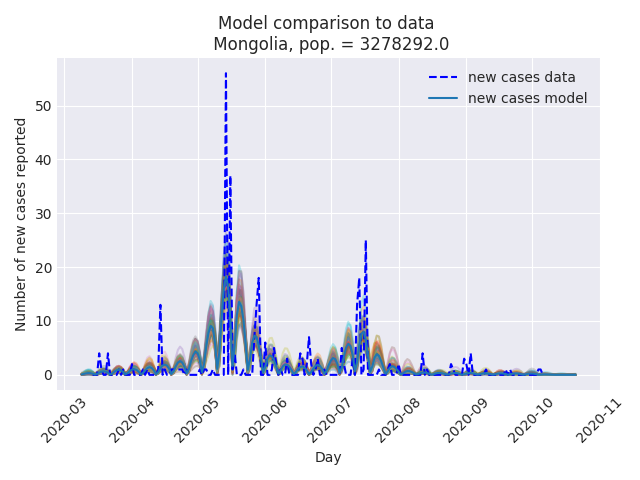 Model comparison to data
Mongolia, pop. = 3278292.0
new cases data
new cases model
Number of new cases reported
50
40
30
20
10
0
2020-03
2020-04
2020-05
2020-06
2020-07
2020-08
2020-09
2020-10
2020-11
Day